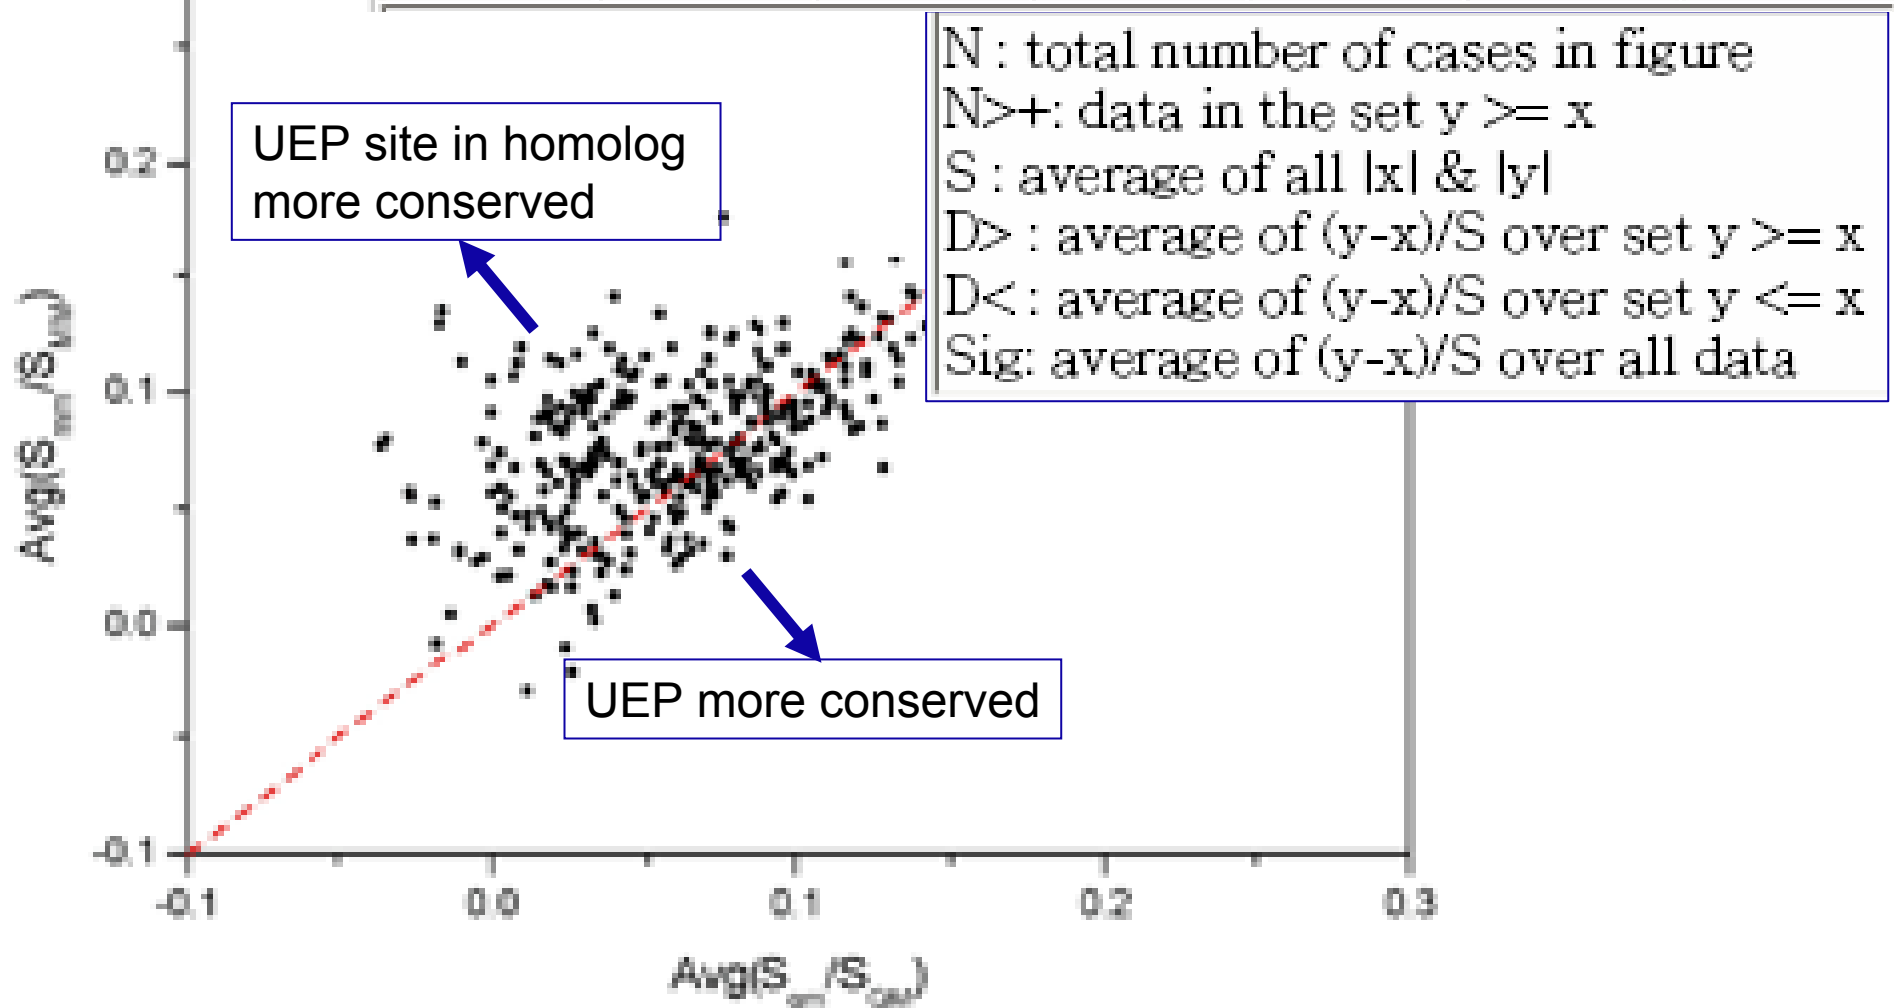 N : total number of cases in figure
N>+: data in the set y >= x
S : average of all |x| & |y|
D> : average of (y-x)/S over set y >= x
D< : average of (y-x)/S over set y <= x
Sig: average of (y-x)/S over all data
UEP site in homolog
more conserved
UEP more conserved
0.2
0.1
0.0
-0.1
-0.1
0.0
0.1
0.2
0.3
Avg(S /S )
Avg(S /S )